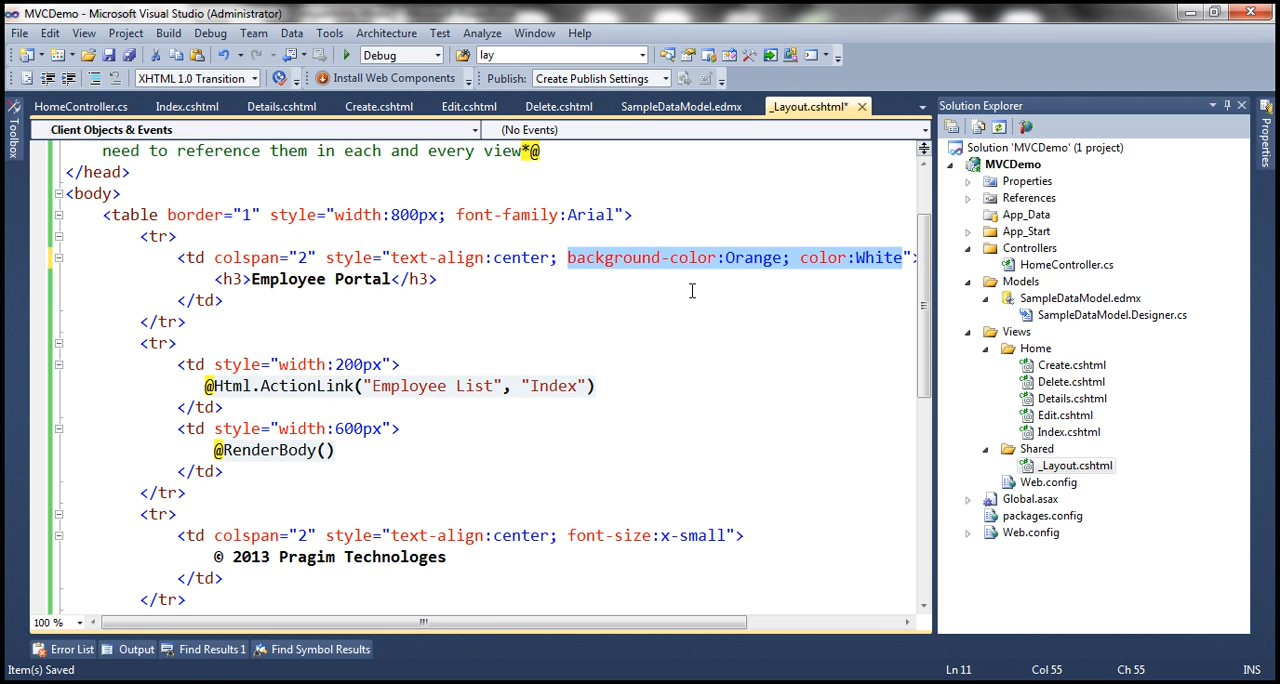 MVCDemo - Microsoft Visual Studio (Administrator)
File Edit View Project Build Debug Team Data Tools Architecture Test Analyze Window Help
Debug lay
XHTML 1.0 Transition Install Web Components Publish: Create Publish Settings
HomeController.cs Index.cshtml Details.cshtml Create.cshtml Edit.cshtml Delete.cshtml SampleDataModel.edmx _Layout.cshtml*
Client Objects & Events (No Events)
Toolbox
need to reference them in each and every view*@
</head>
<body>
<table border="1" style="width:800px; font-family:Arial">
<tr>
<td colspan="2" style="text-align:center; background-color:Orange; color:White">
<h3>Employee Portal</h3>
</td>
</tr>
<tr>
<td style="width:200px">
@Html.ActionLink("Employee List", "Index")
</td>
<td style="width:600px">
@RenderBody()
</td>
</tr>
<tr>
<td colspan="2" style="text-align:center; font-size:x-small">
© 2013 Pragim Technologes
</td>
</tr>
100 %
Solution Explorer
Properties
Solution 'MVCDemo' (1 project)
MVCDemo
Properties
References
App_Data
App_Start
Controllers
HomeController.cs
Models
SampleDataModel.edmx
SampleDataModel.Designer.cs
Views
Home
Create.cshtml
Delete.cshtml
Details.cshtml
Edit.cshtml
Index.cshtml
Shared
_Layout.cshtml
Web.config
Global.asax
packages.config
Web.config
Error List Output Find Results 1 Find Symbol Results
Item(s) Saved Ln 11 Col 55 Ch 55 INS